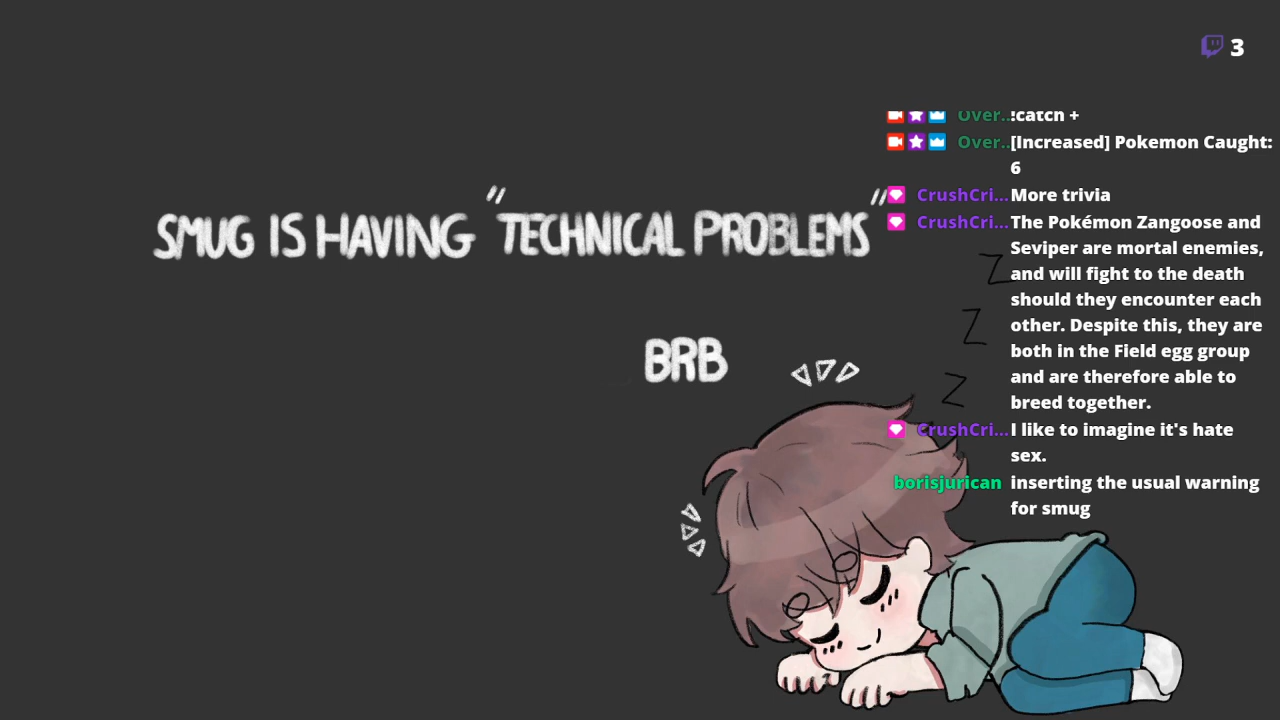 3
Over..!catch +
Over..[Increased] Pokemon Caught:
6
CrushCri...More trivia
CrushCri...The Pokémon Zangoose and
Seviper are mortal enemies,
and will fight to the death
should they encounter each
other. Despite this, they are
both in the Field egg group
and are therefore able to
breed together.
CrushCri...I like to imagine it's hate
sex.
borisjurican inserting the usual warning
for smug
SMUG IS HAVING "TECHNICAL PROBLEMS"
BRB
Z
Z
Z